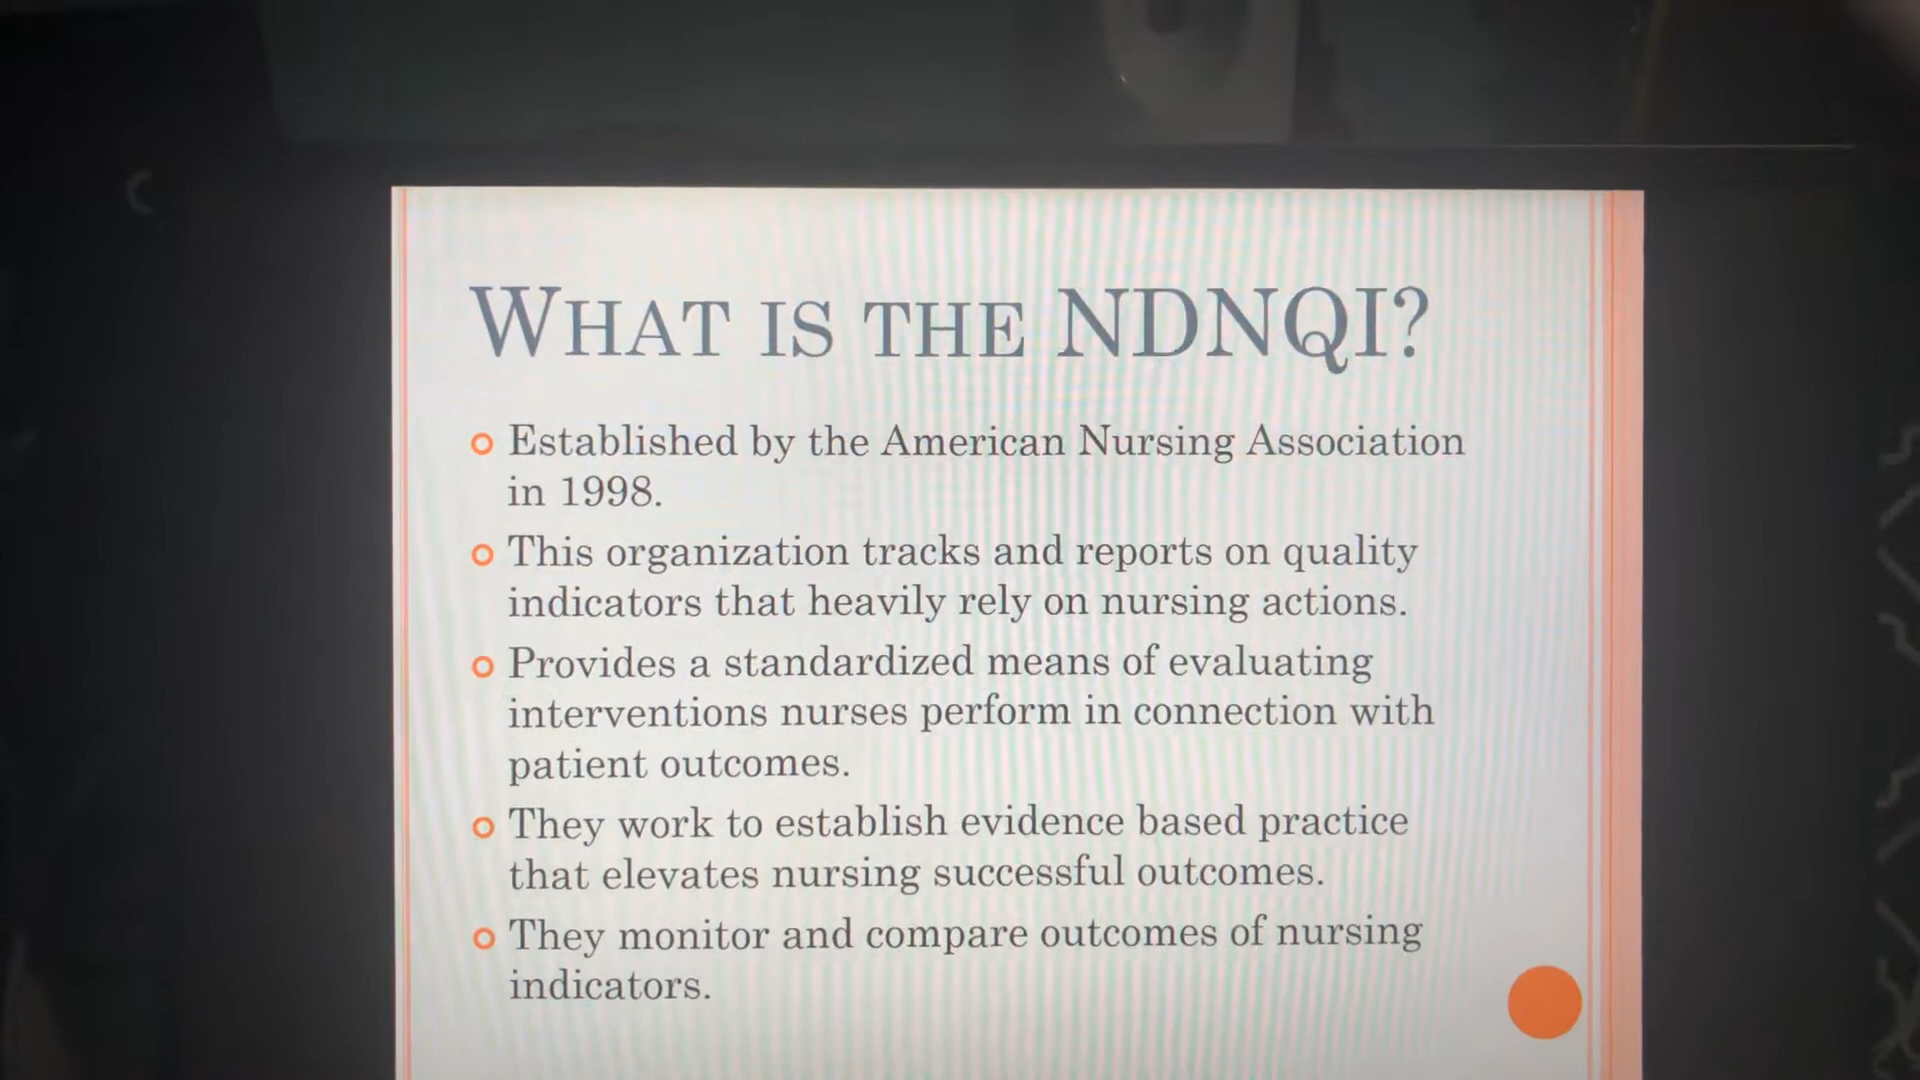 WHAT IS THE NDNQI?
Established by the American Nursing Association
in 1998.
This organization tracks and reports on quality
indicators that heavily rely on nursing actions.
Provides a standardized means of evaluating
interventions nurses perform in connection with
patient outcomes.
They work to establish evidence based practice
that elevates nursing successful outcomes.
They monitor and compare outcomes of nursing
indicators.